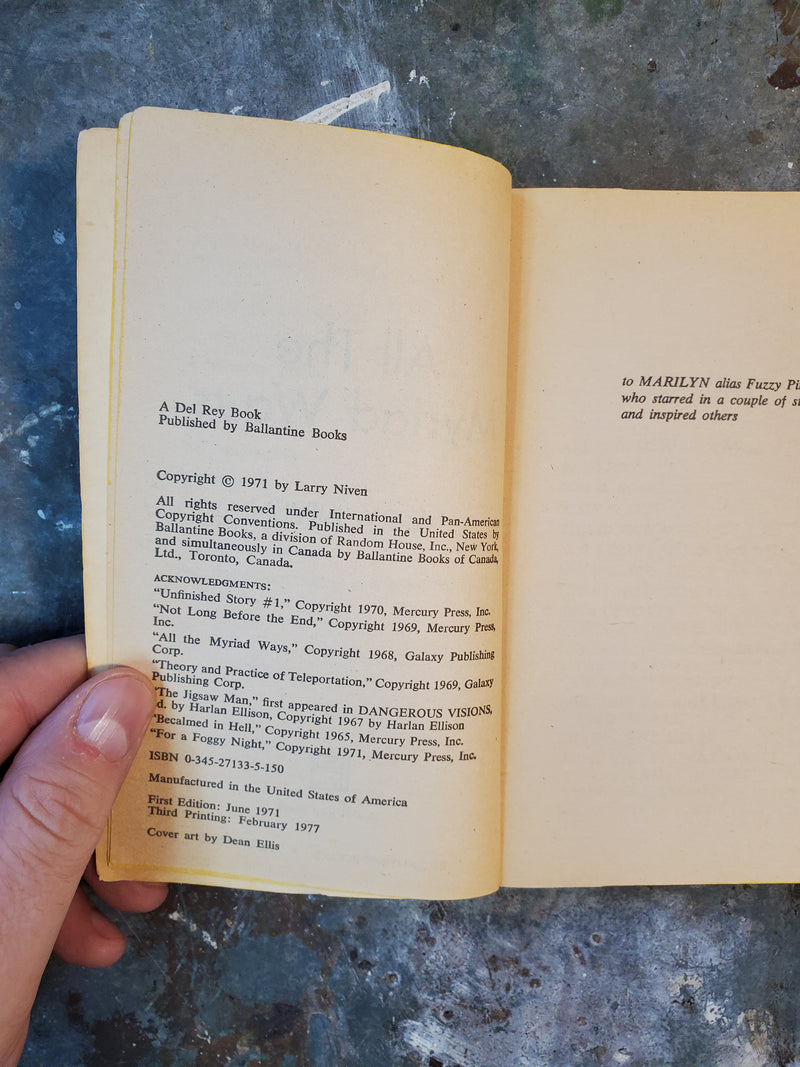 A Del Rey Book
Published by Ballantine Books
Copyright © 1971 by Larry Niven
All rights reserved under International and Pan-American
Copyright Conventions. Published in the United States by
Ballantine Books, a division of Random House, Inc., New York,
and simultaneously in Canada by Ballantine Books of Canada,
Ltd., Toronto, Canada.
ACKNOWLEDGMENTS:
"Unfinished Story #1," Copyright 1970, Mercury Press, Inc.
"Not Long Before the End," Copyright 1969, Mercury Press,
Inc.
"All the Myriad Ways," Copyright 1968, Galaxy Publishing
Corp.
"Theory and Practice of Teleportation," Copyright 1969, Galaxy
Publishing Corp.
"The Jigsaw Man," first appeared in DANGEROUS VISIONS,
d. by Harlan Ellison, Copyright 1967 by Harlan Ellison
"Becalmed in Hell," Copyright 1965, Mercury Press, Inc.
"For a Foggy Night," Copyright 1971, Mercury Press, Inc.
ISBN 0-345-27133-5-150
Manufactured in the United States of America
First Edition: June 1971
Third Printing: February 1977
Cover art by Dean Ellis
to MARILYN alias Fuzzy
who starred in a couple of
and inspired others